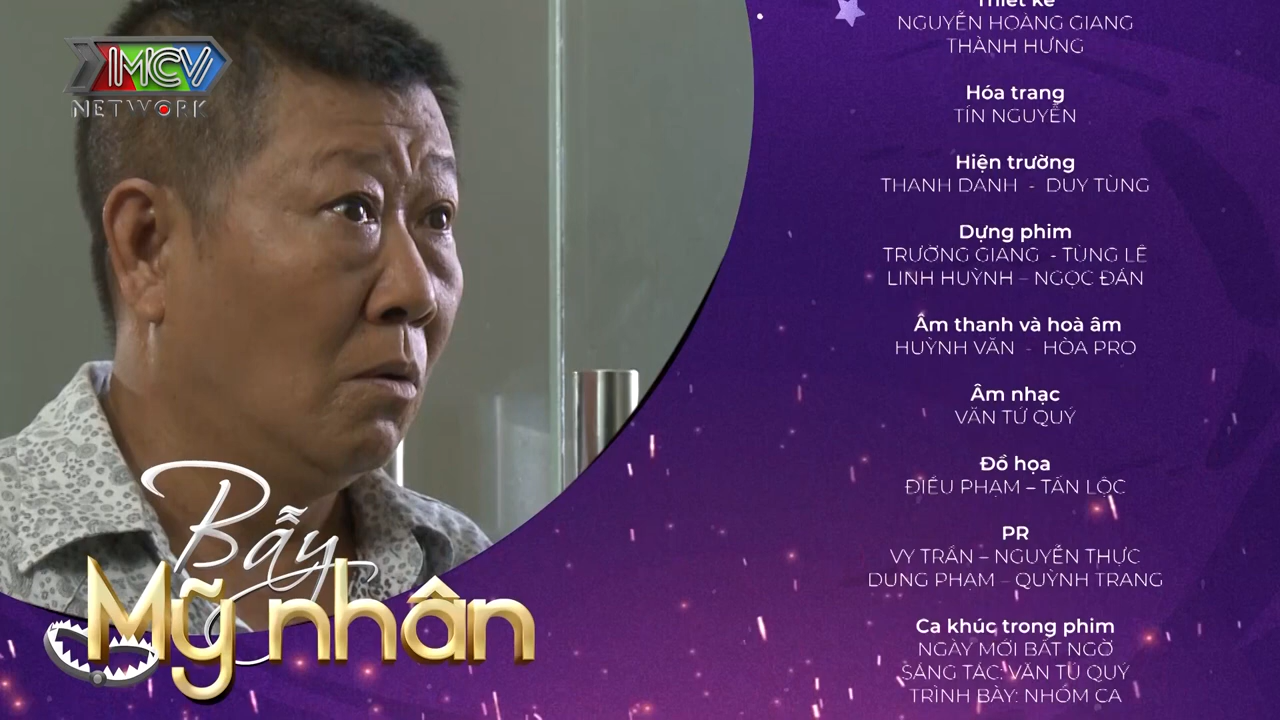 MCV
NETWORK
Bẫy
Mỹ nhân
Thiết kế
NGUYỄN HOÀNG GIANG
THÀNH HƯNG
Hóa trang
TÍN NGUYỄN
Hiện trường
THANH DANH - DUY TÙNG
Dựng phim
TRƯỜNG GIANG - TÙNG LÊ
LINH HUỲNH – NGỌC ĐÁN
Âm thanh và hoà âm
HUỲNH VĂN - HÒA PRO
Âm nhạc
VĂN TỨ QUÝ
Đồ họa
ĐIỀU PHẠM – TẤN LỘC
PR
VY TRẦN – NGUYỄN THỰC
DUNG PHẠM – QUỲNH TRANG
Ca khúc trong phim
NGÀY MỚI BẤT NGỜ
SÁNG TÁC: VĂN TỨ QUÝ
TRÌNH BÀY: NHÓM CA